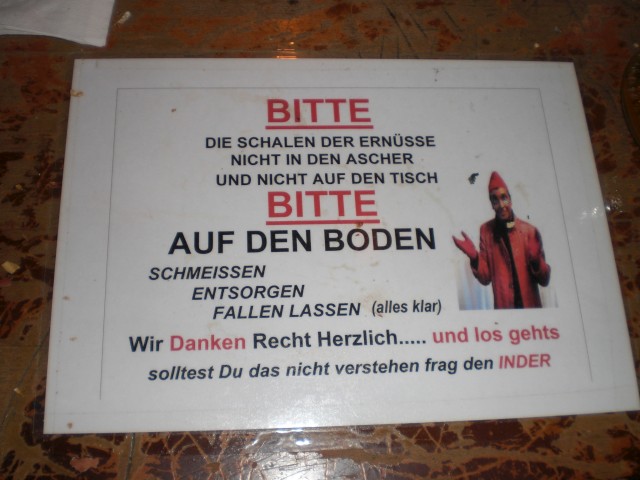 BITTE
DIE SCHALEN DER ERNÜSSE
NICHT IN DEN ASCHER
UND NICHT AUF DEN TISCH
BITTE
AUF DEN BODEN
SCHMEISSEN
ENTSORGEN
FALLEN LASSEN (alles klar)
Wir Danken Recht Herzlich..... und los gehts
solltest Du das nicht verstehen frag den INDER